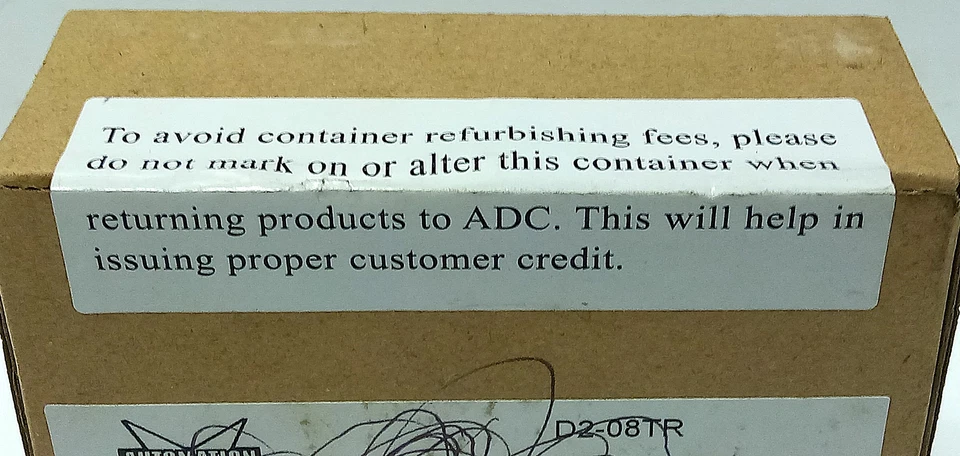 To avoid container refurbishing fees, please
do not mark on or alter this container when
returning products to ADC. This will help in
issuing proper customer credit.
D2-08TR
AUTOMATION